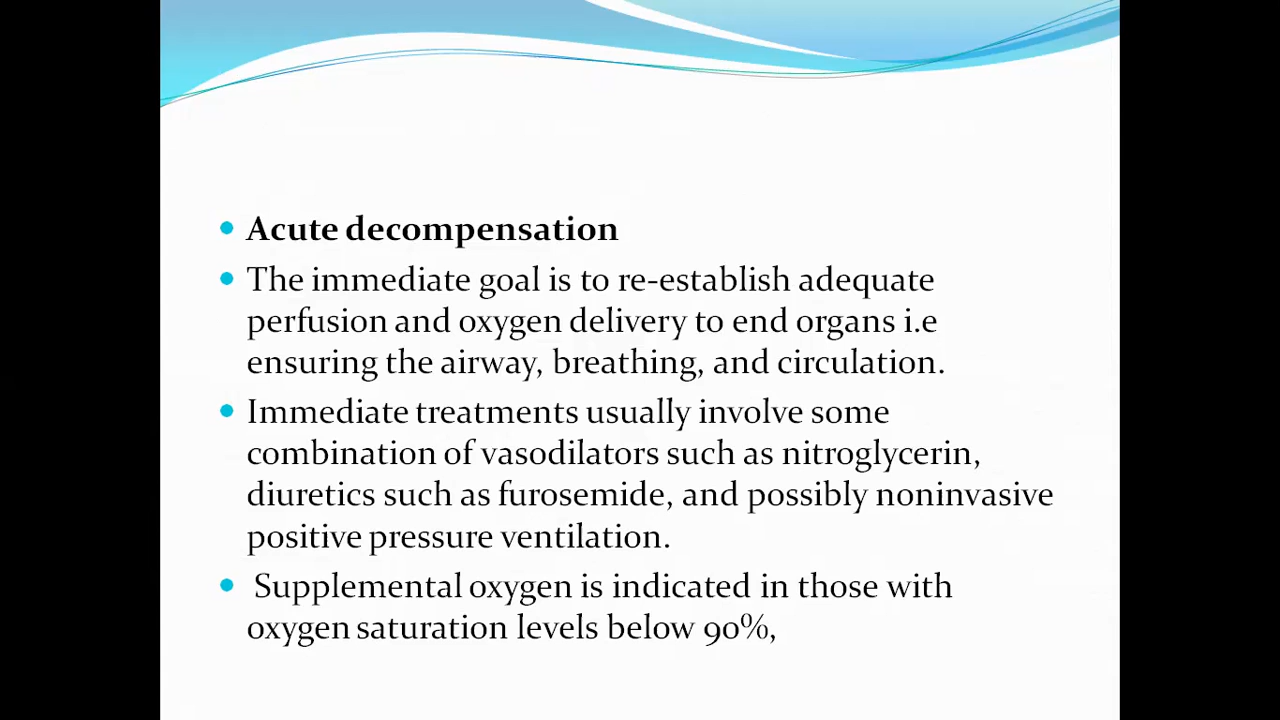 Acute decompensation
The immediate goal is to re-establish adequate
perfusion and oxygen delivery to end organs i.e
ensuring the airway, breathing, and circulation.
Immediate treatments usually involve some
combination of vasodilators such as nitroglycerin,
diuretics such as furosemide, and possibly noninvasive
positive pressure ventilation.
Supplemental oxygen is indicated in those with
oxygen saturation levels below 90%,